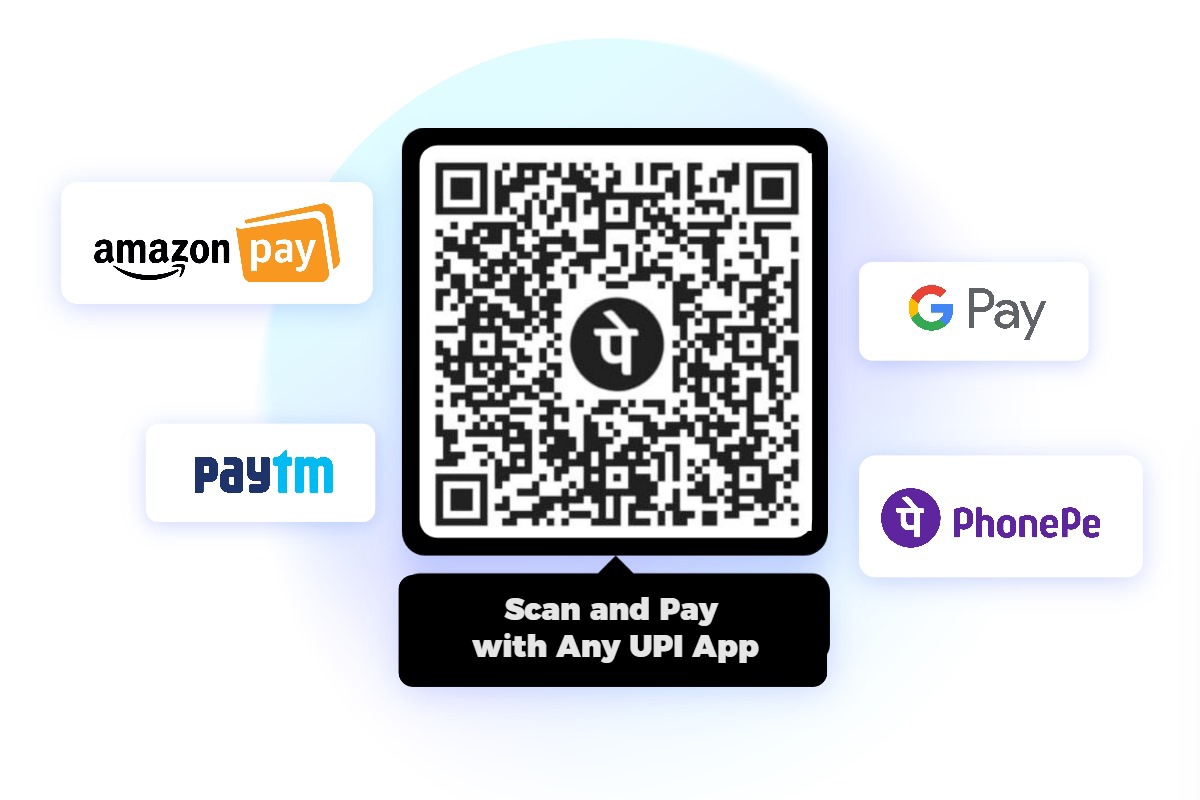 amazon pay
G Pay
पे
paytm
पे PhonePe
Scan and Pay
with Any UPI App